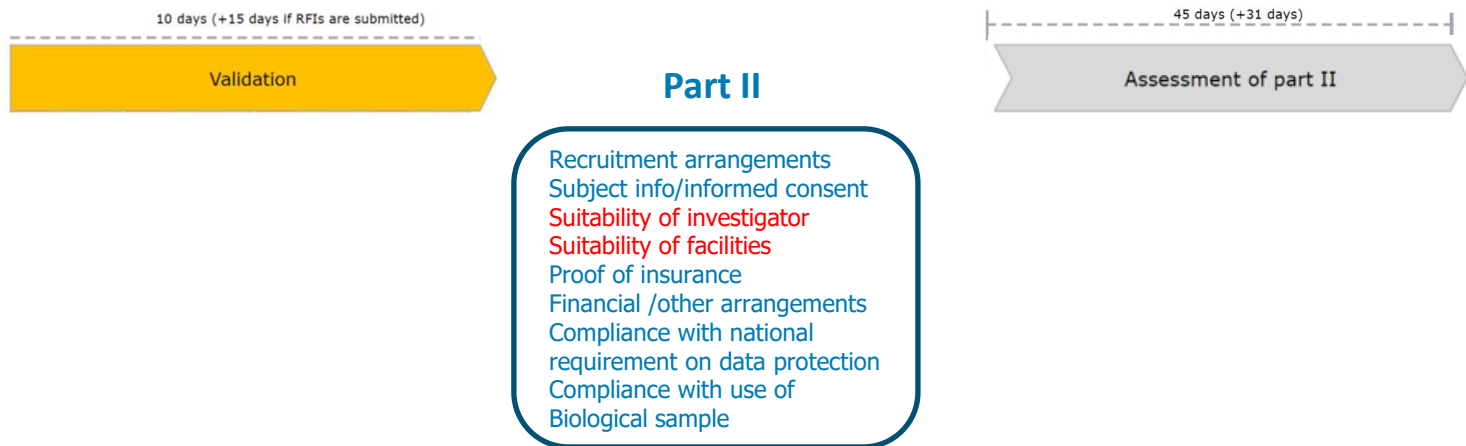 10 days (+15 days if RFIs are submitted)
Validation
Part II
Recruitment arrangements
Subject info/informed consent
Suitability of investigator
Suitability of facilities
Proof of insurance
Financial /other arrangements
Compliance with national
requirement on data protection
Compliance with use of
Biological sample
45 days (+31 days)
Assessment of part II